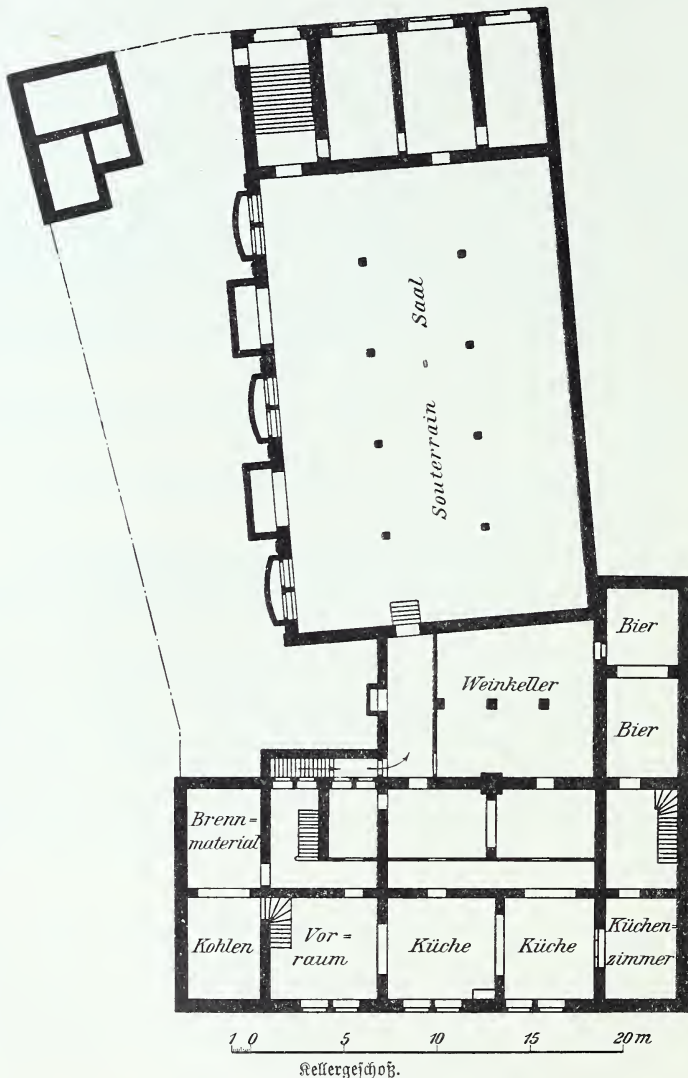 Souterrain = Saal
Weinkeller
Bier
Bier
Brenn=
material
Kohlen
Vor=
raum
Küche
Küche
Küchen=
zimmer
1 0 5 10 15 20 m
Kellergeschoß.